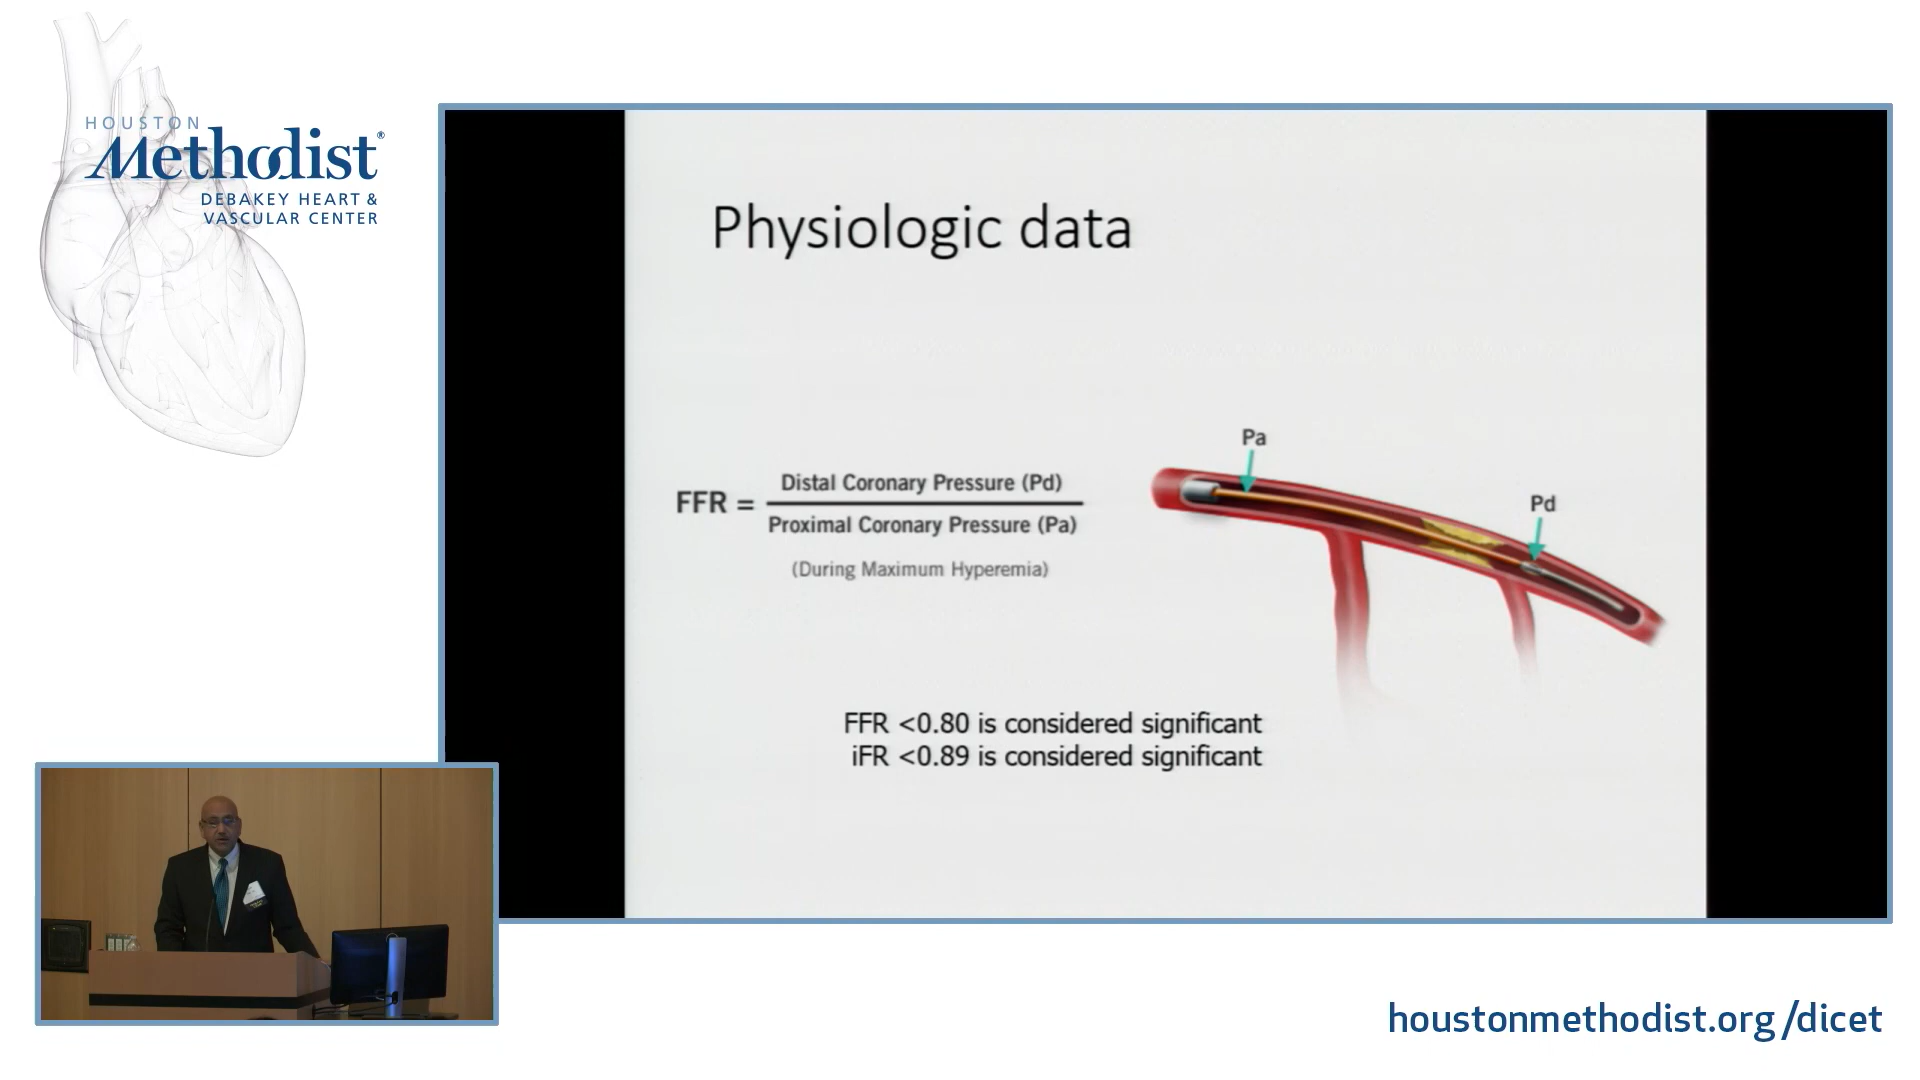 HOUSTON
Methodist®
DEBAKEY HEART &
VASCULAR CENTER
Physiologic data
Pa
Pd
FFR =
Distal Coronary Pressure (Pd)
Proximal Coronary Pressure (Pa)
(During Maximum Hyperemia)
FFR <0.80 is considered significant
iFR <0.89 is considered significant
houstonmethodist.org/dicet